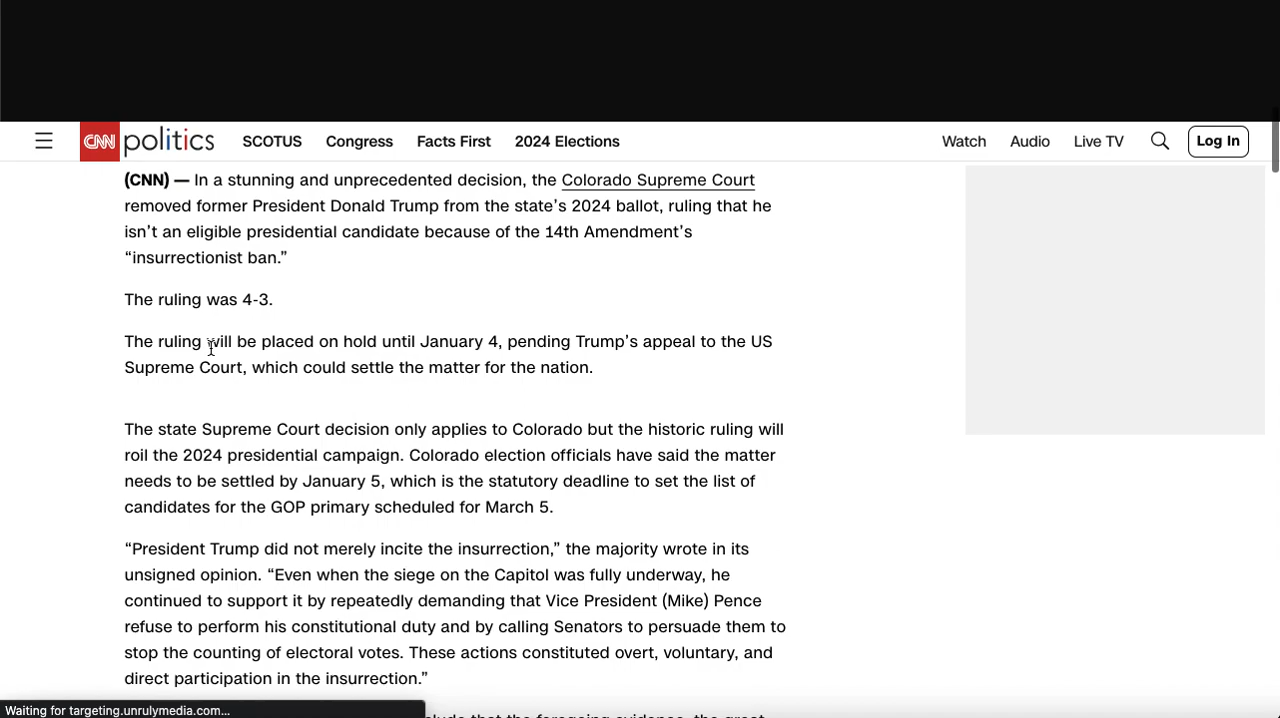 CNN politics SCOTUS Congress Facts First 2024 Elections Watch Audio Live TV Log In
(CNN) — In a stunning and unprecedented decision, the Colorado Supreme Court
removed former President Donald Trump from the state’s 2024 ballot, ruling that he
isn’t an eligible presidential candidate because of the 14th Amendment’s
“insurrectionist ban.”
The ruling was 4-3.
The ruling will be placed on hold until January 4, pending Trump’s appeal to the US
Supreme Court, which could settle the matter for the nation.
The state Supreme Court decision only applies to Colorado but the historic ruling will
roil the 2024 presidential campaign. Colorado election officials have said the matter
needs to be settled by January 5, which is the statutory deadline to set the list of
candidates for the GOP primary scheduled for March 5.
“President Trump did not merely incite the insurrection,” the majority wrote in its
unsigned opinion. “Even when the siege on the Capitol was fully underway, he
continued to support it by repeatedly demanding that Vice President (Mike) Pence
refuse to perform his constitutional duty and by calling Senators to persuade them to
stop the counting of electoral votes. These actions constituted overt, voluntary, and
direct participation in the insurrection.”
that the foregoing evidence, the great
Waiting for targeting.unrulymedia.com...